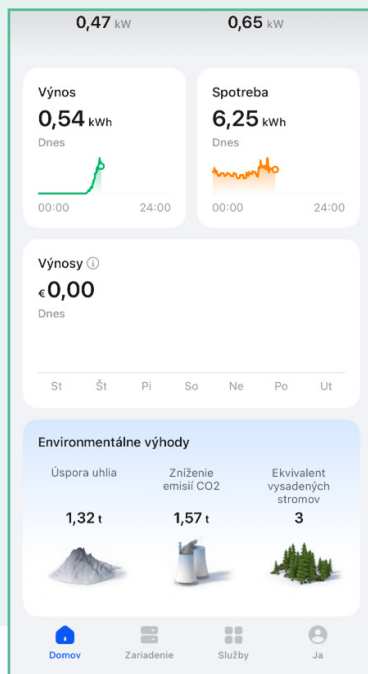 0,47 kW 0,65 kW
Výnos
0,54 kWh
Dnes
00:00 24:00
Spotreba
6,25 kWh
Dnes
00:00 24:00
Výnosy
€0,00
Dnes
St Št Pi So Ne Po Ut
Environmentálne výhody
Úspora uhlia
1,32 t
Zníženie
emisií CO2
1,57 t
Ekvivalent
vysadených
stromov
3
Domov Zariadenie Služby Ja